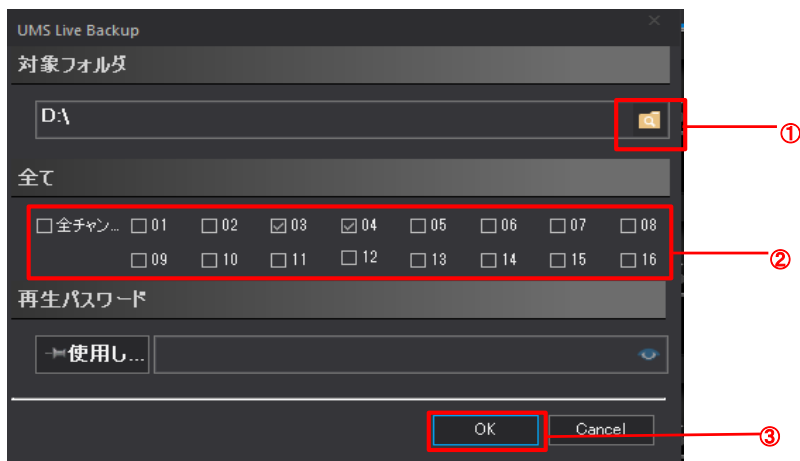 UMS Live Backup
対象フォルダ
D:\
①
全て
全チャン... 01 02 03 04 05 06 07 08
09 10 11 12 13 14 15 16
②
再生パスワード
使用し...
OK Cancel
③